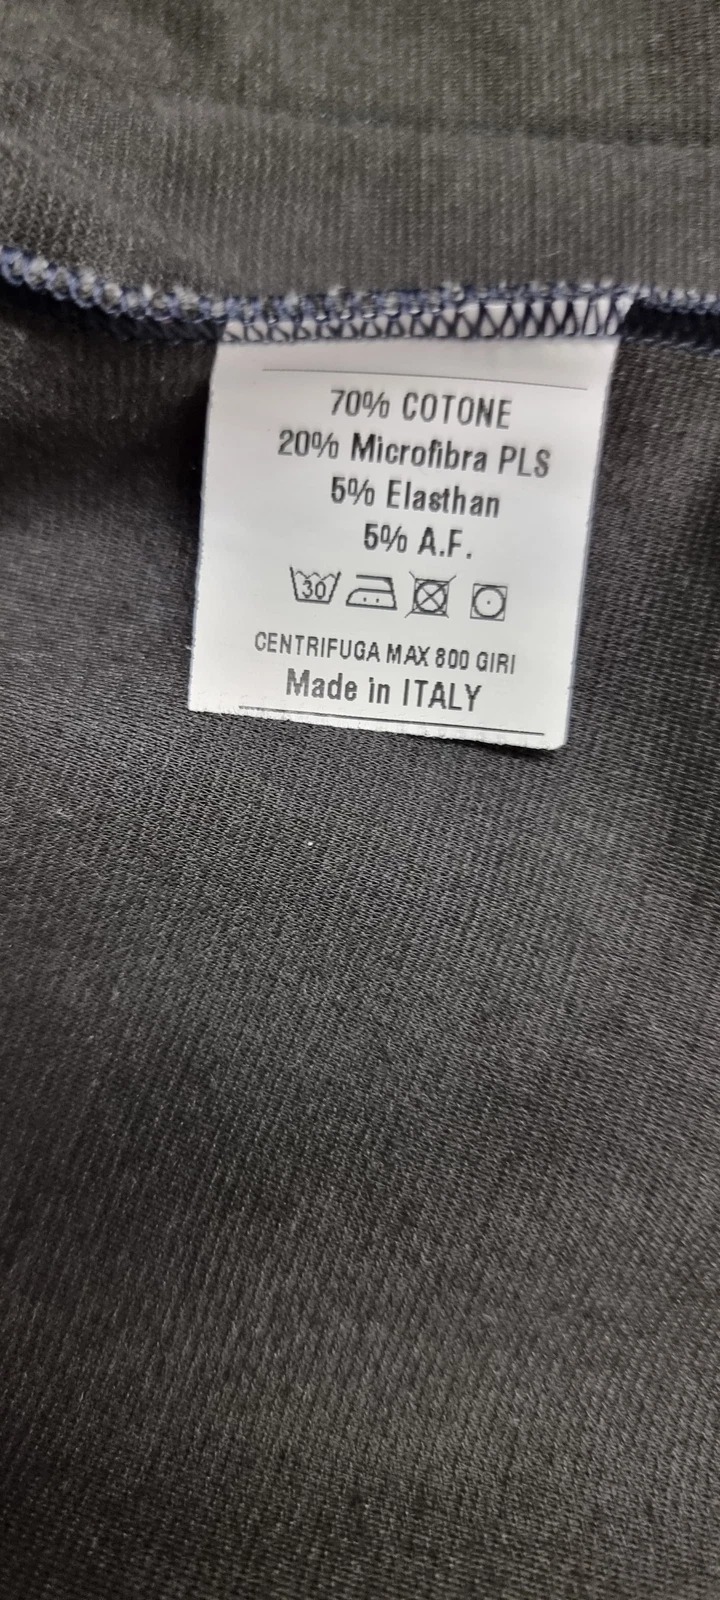 70% COTONE
20% Microfibra PLS
5% Elasthan
5% A.F.
30
CENTRIFUGA MAX 800 GIRI
Made in ITALY